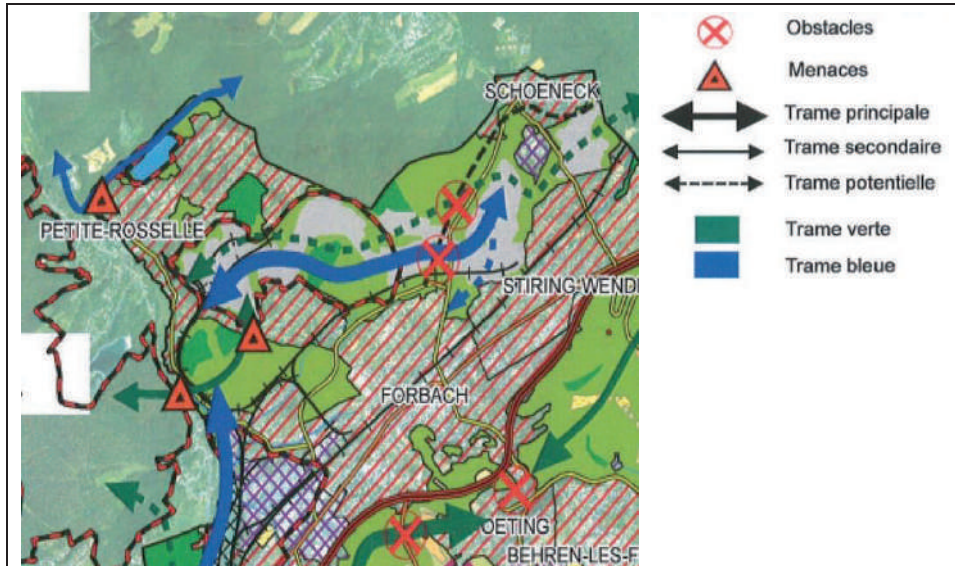 SCHOENECK
PETITE-ROSSELLE
STIRING-WEND
FORBACH
OETING
BEHREN-LES-F
Obstacles
Menaces
Trame principale
Trame secondaire
Trame potentielle
Trame verte
Trame bleue